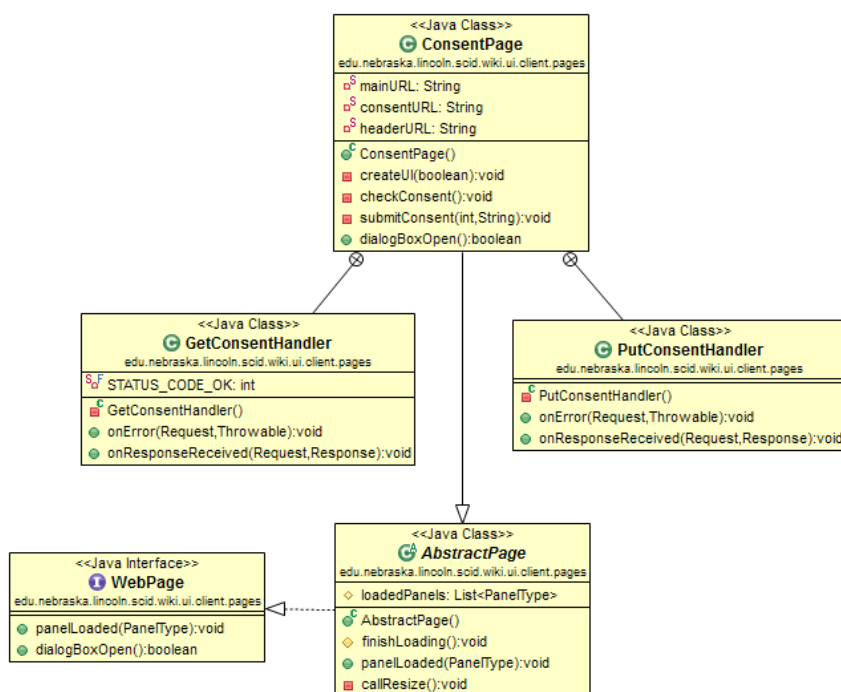 <<Java Class>>
ConsentPage
edu.nebraska.lincoln.scid.wiki.ui.client.pages
mainURL: String
consentURL: String
headerURL: String
ConsentPage()
createUI(boolean):void
checkConsent():void
submitConsent(int,String):void
dialogBoxOpen():boolean
<<Java Class>>
GetConsentHandler
edu.nebraska.lincoln.scid.wiki.ui.client.pages
STATUS_CODE_OK: int
GetConsentHandler()
onError(Request,Throwable):void
onResponseReceived(Request,Response):void
<<Java Class>>
PutConsentHandler
edu.nebraska.lincoln.scid.wiki.ui.client.pages
PutConsentHandler()
onError(Request,Throwable):void
onResponseReceived(Request,Response):void
<<Java Interface>>
WebPage
edu.nebraska.lincoln.scid.wiki.ui.client.pages
panelLoaded(PanelType):void
dialogBoxOpen():boolean
<<Java Class>>
AbstractPage
edu.nebraska.lincoln.scid.wiki.ui.client.pages
loadedPanels: List<PanelType>
AbstractPage()
finishLoading():void
panelLoaded(PanelType):void
callResize():void